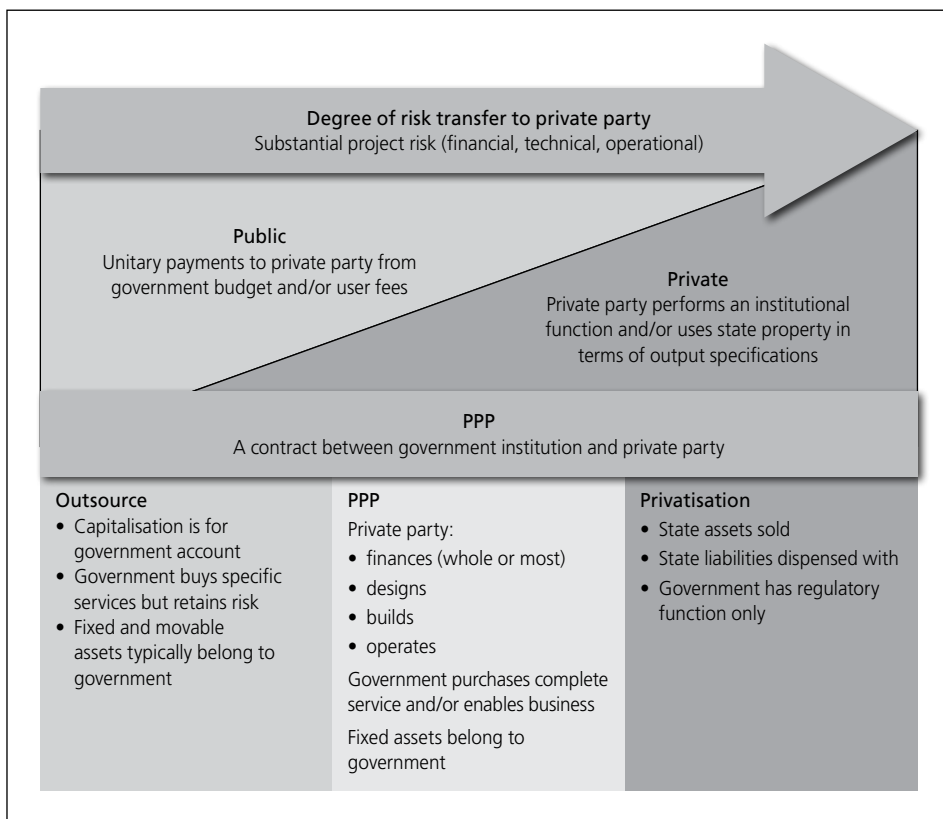 Degree of risk transfer to private party
Substantial project risk (financial, technical, operational)
Public
Unitary payments to private party from
government budget and/or user fees
Private
Private party performs an institutional
function and/or uses state property in
terms of output specifications
PPP
A contract between government institution and private party
Outsource
• Capitalisation is for
government account
• Government buys specific
services but retains risk
• Fixed and movable
assets typically belong to
government
PPP
Private party:
• finances (whole or most)
• designs
• builds
• operates
Government purchases complete
service and/or enables business
Fixed assets belong to
government
Privatisation
• State assets sold
• State liabilities dispensed with
• Government has regulatory
function only